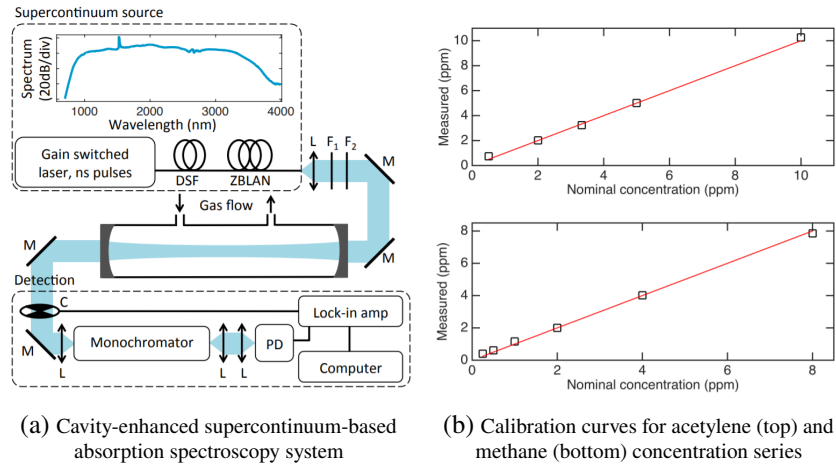 Supercontinuum source
Spectrum
(20dB/div)
1000 2000 3000 4000
Wavelength (nm)
Gain switched
laser, ns pulses
DSF
ZBLAN
L F1 F2
M
Gas flow
M
M
Detection
C
Lock-in amp
M
Monochromator
PD
L
L L
Computer
(a) Cavity-enhanced supercontinuum-based
absorption spectroscopy system
Measured (ppm)
10
8
6
4
2
0
0 2 4 6 8 10
Nominal concentration (ppm)
Measured (ppm)
8
6
4
2
0
0 2 4 6 8
Nominal concentration (ppm)
(b) Calibration curves for acetylene (top) and
methane (bottom) concentration series